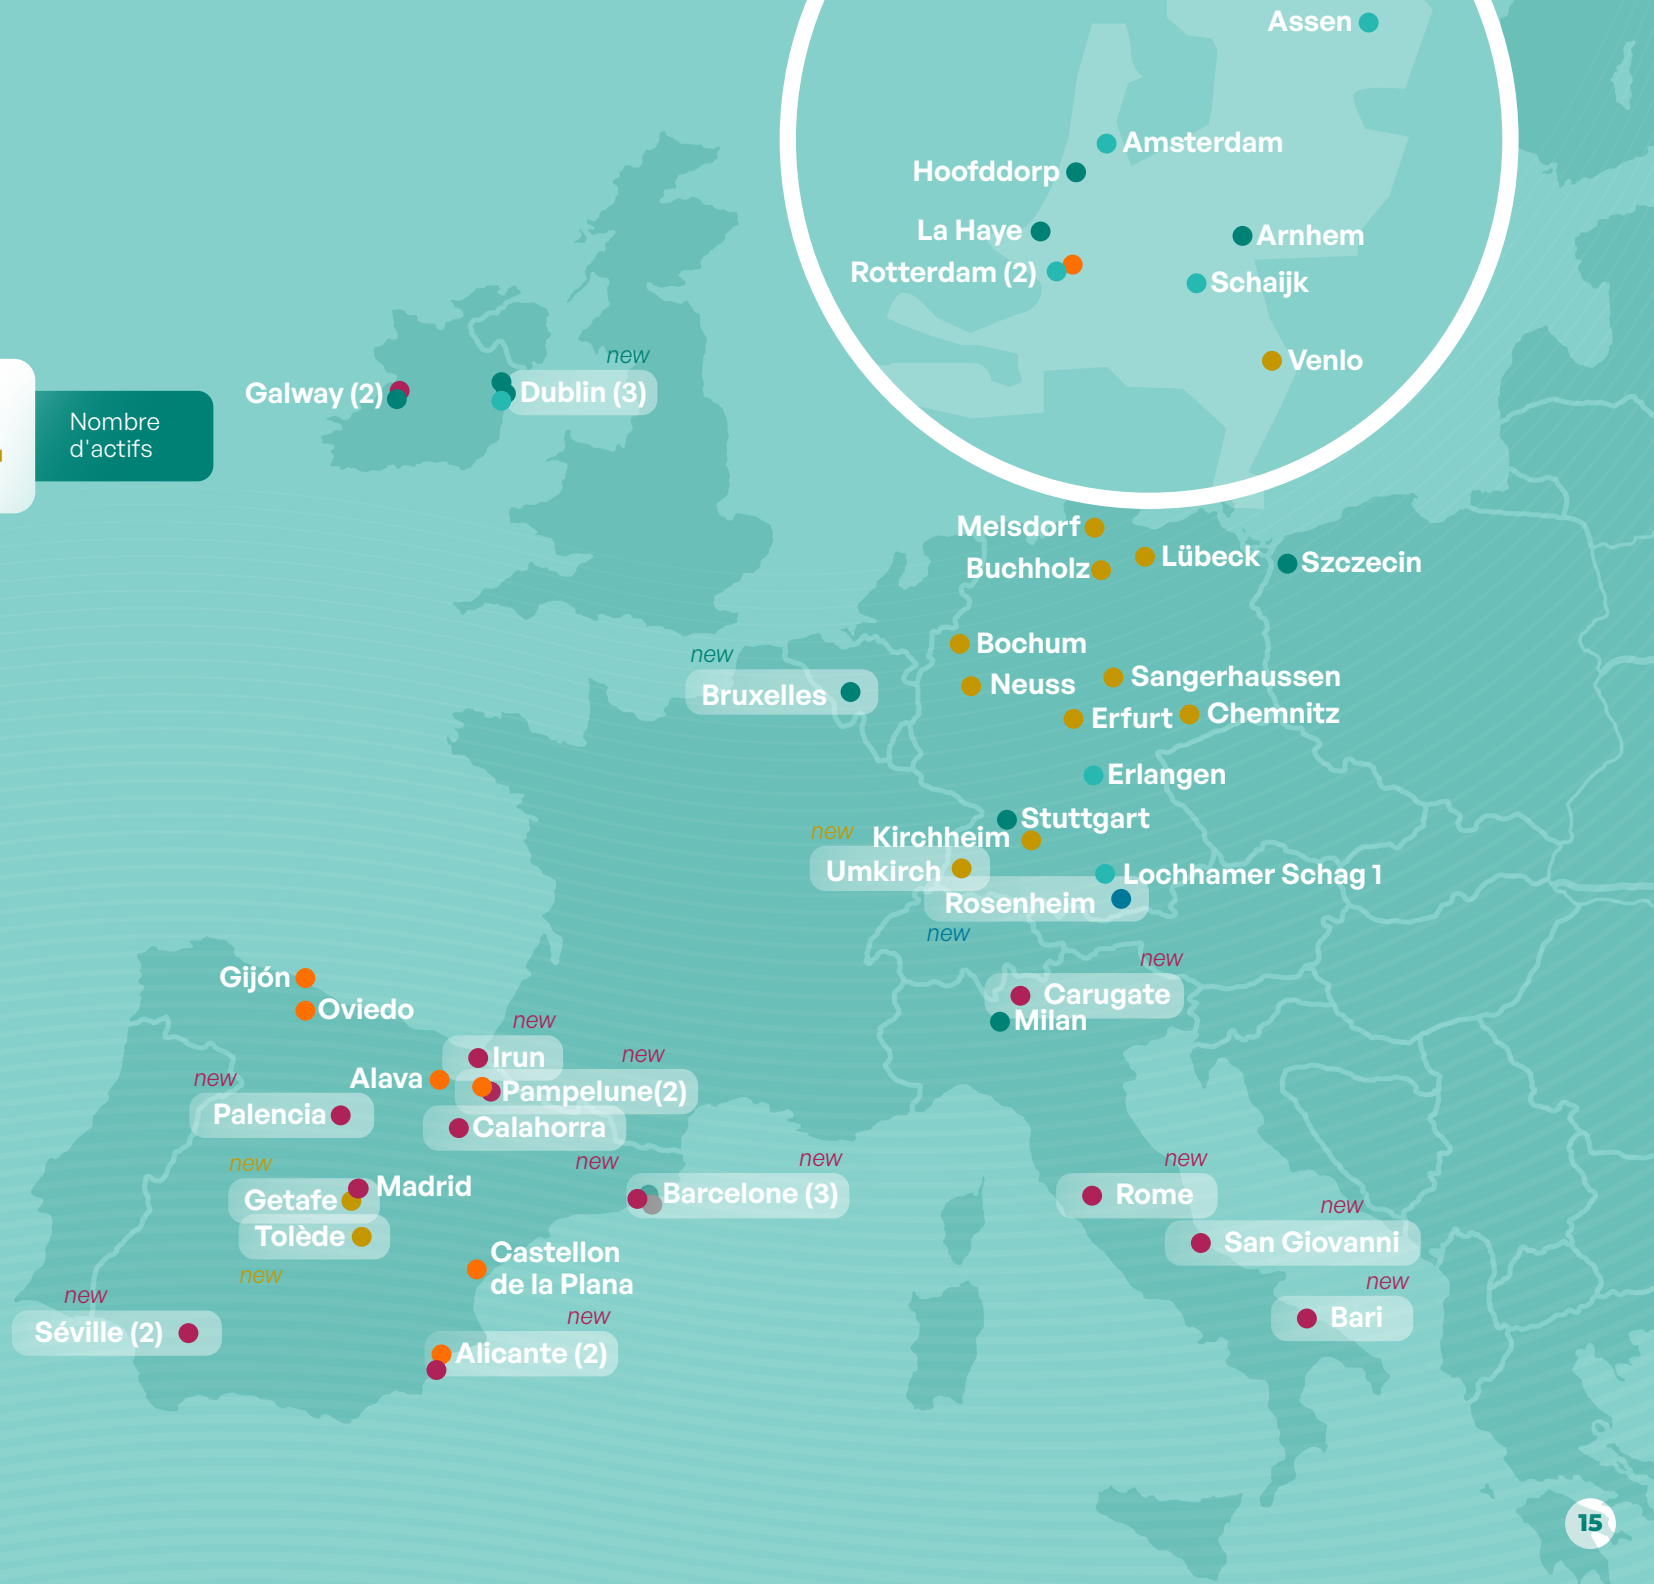 Assen
Amsterdam
Hoofddorp
La Haye
Arnhem
Rotterdam (2)
Schaijk
Venlo
new
Galway (2)
Dublin (3)
Nombre
d'actifs
Melsdorf
Lübeck
Buchholz
Szczecin
Bochum
new
Neuss
Sangerhaussen
Bruxelles
Erfurt
Chemnitz
Erlangen
Stuttgart
new
Kirchheim
Umkirch
Lochhamer Schag 1
Rosenheim
new
new
Gijón
Carugate
Oviedo
Milan
new
Irun
new
new
Alava
Pampelune(2)
Palencia
Calahorra
new
new
new
new
Madrid
Getafe
Barcelone (3)
Rome
new
Tolède
San Giovanni
Castellon
de la Plana
new
new
new
new
Séville (2)
Alicante (2)
Bari
15